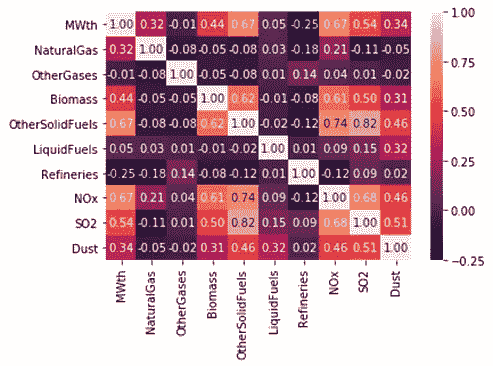 MWth 1.00 0.32 -0.01 0.44 0.67 0.05 -0.25 0.67 0.54 0.34
NaturalGas 0.32 1.00 -0.08 -0.05 -0.08 0.03 -0.18 0.21 -0.11 -0.05
OtherGases -0.01 -0.08 1.00 -0.05 -0.08 0.01 0.14 0.04 0.01 -0.02
Biomass 0.44 -0.05 -0.05 1.00 0.62 -0.01 -0.08 0.61 0.50 0.31
OtherSolidFuels 0.67 -0.08 -0.08 0.62 1.00 -0.02 -0.12 0.74 0.82 0.46
LiquidFuels 0.05 0.03 0.01 -0.01 -0.02 1.00 0.01 0.09 0.15 0.32
Refineries -0.25 -0.18 0.14 -0.08 -0.12 0.01 1.00 -0.12 0.09 0.02
NOx 0.67 0.21 0.04 0.61 0.74 0.09 -0.12 1.00 0.68 0.46
SO2 0.54 -0.11 0.01 0.50 0.82 0.15 0.09 0.68 1.00 0.51
Dust 0.34 -0.05 -0.02 0.31 0.46 0.32 0.02 0.46 0.51 1.00
MWth NaturalGas OtherGases Biomass OtherSolidFuels LiquidFuels Refineries NOx SO2 Dust
1.00
0.75
0.50
0.25
0.00
-0.25